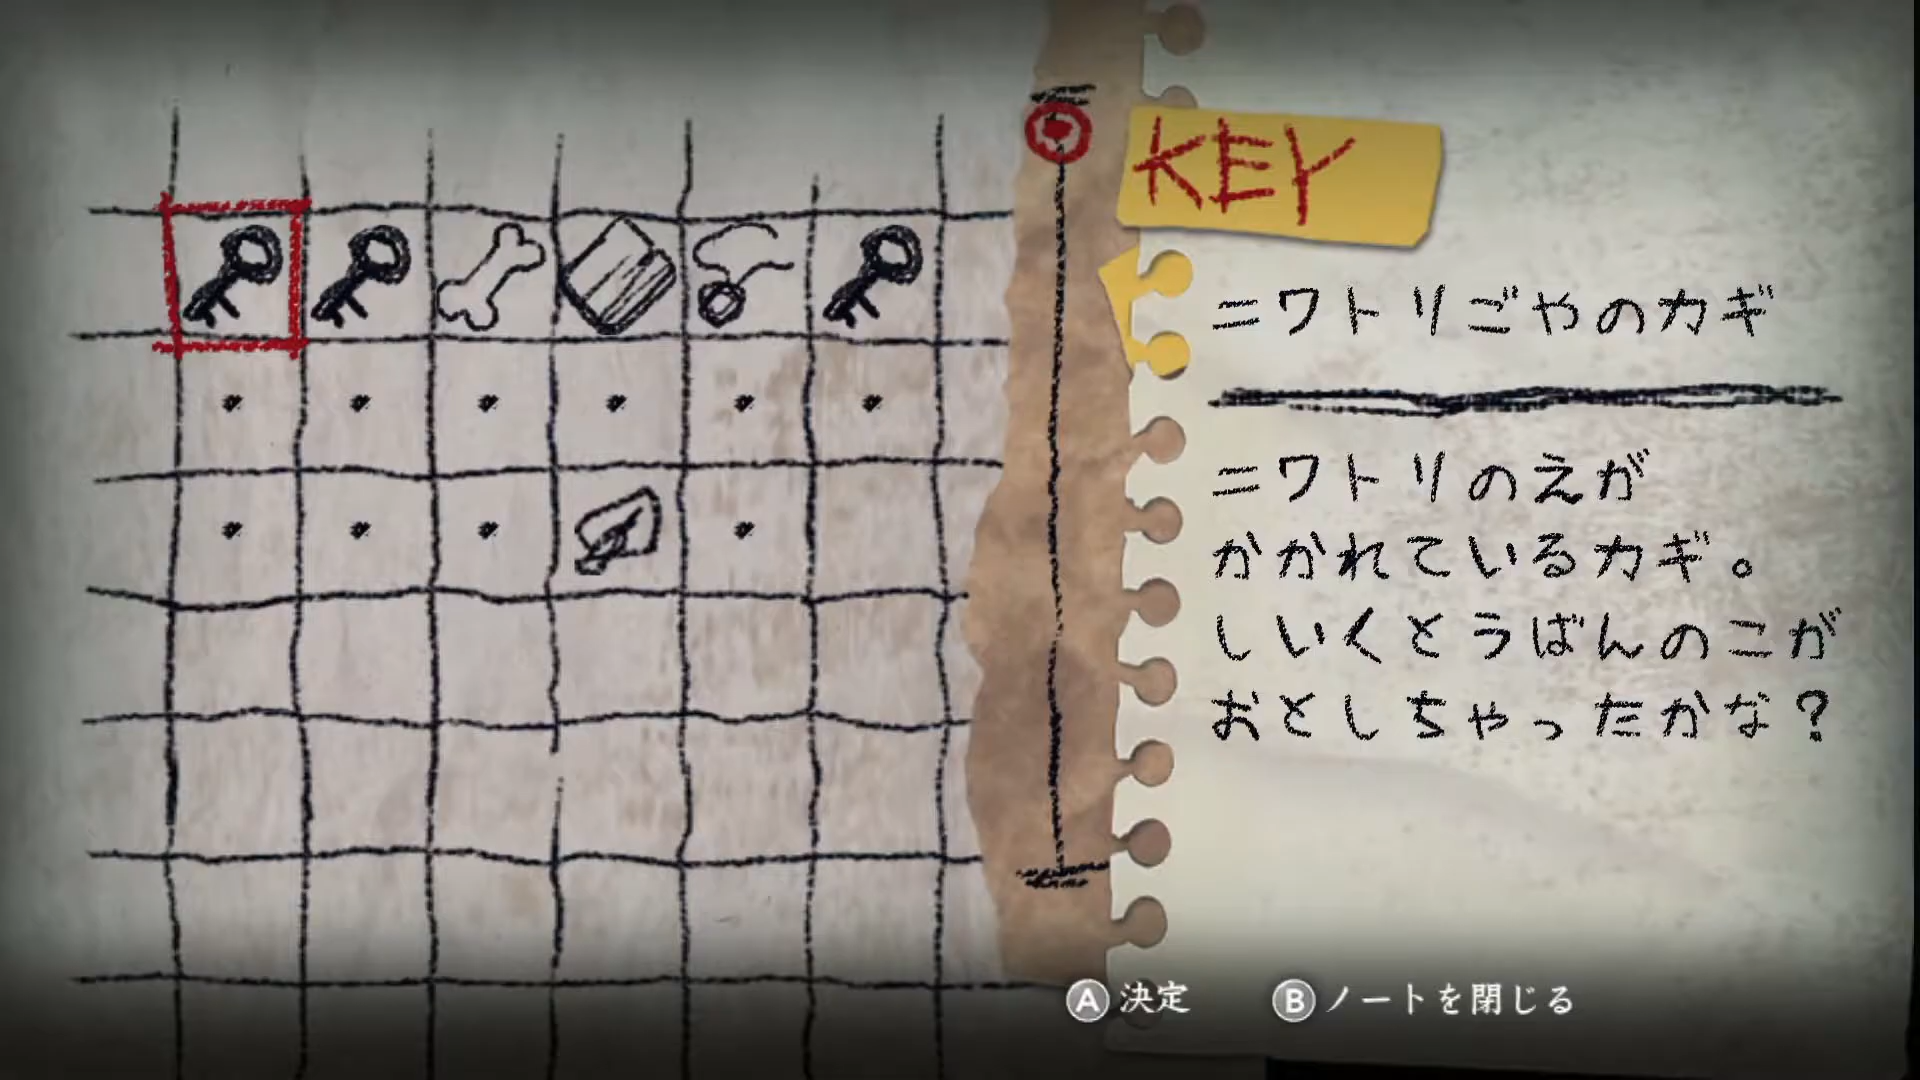 KEY
ニワトリごやのカギ
ニワトリのえが
かかれているカギ。
しいくとうばんのこが
おとしちゃったかな？
A 決定 B ノートを閉じる